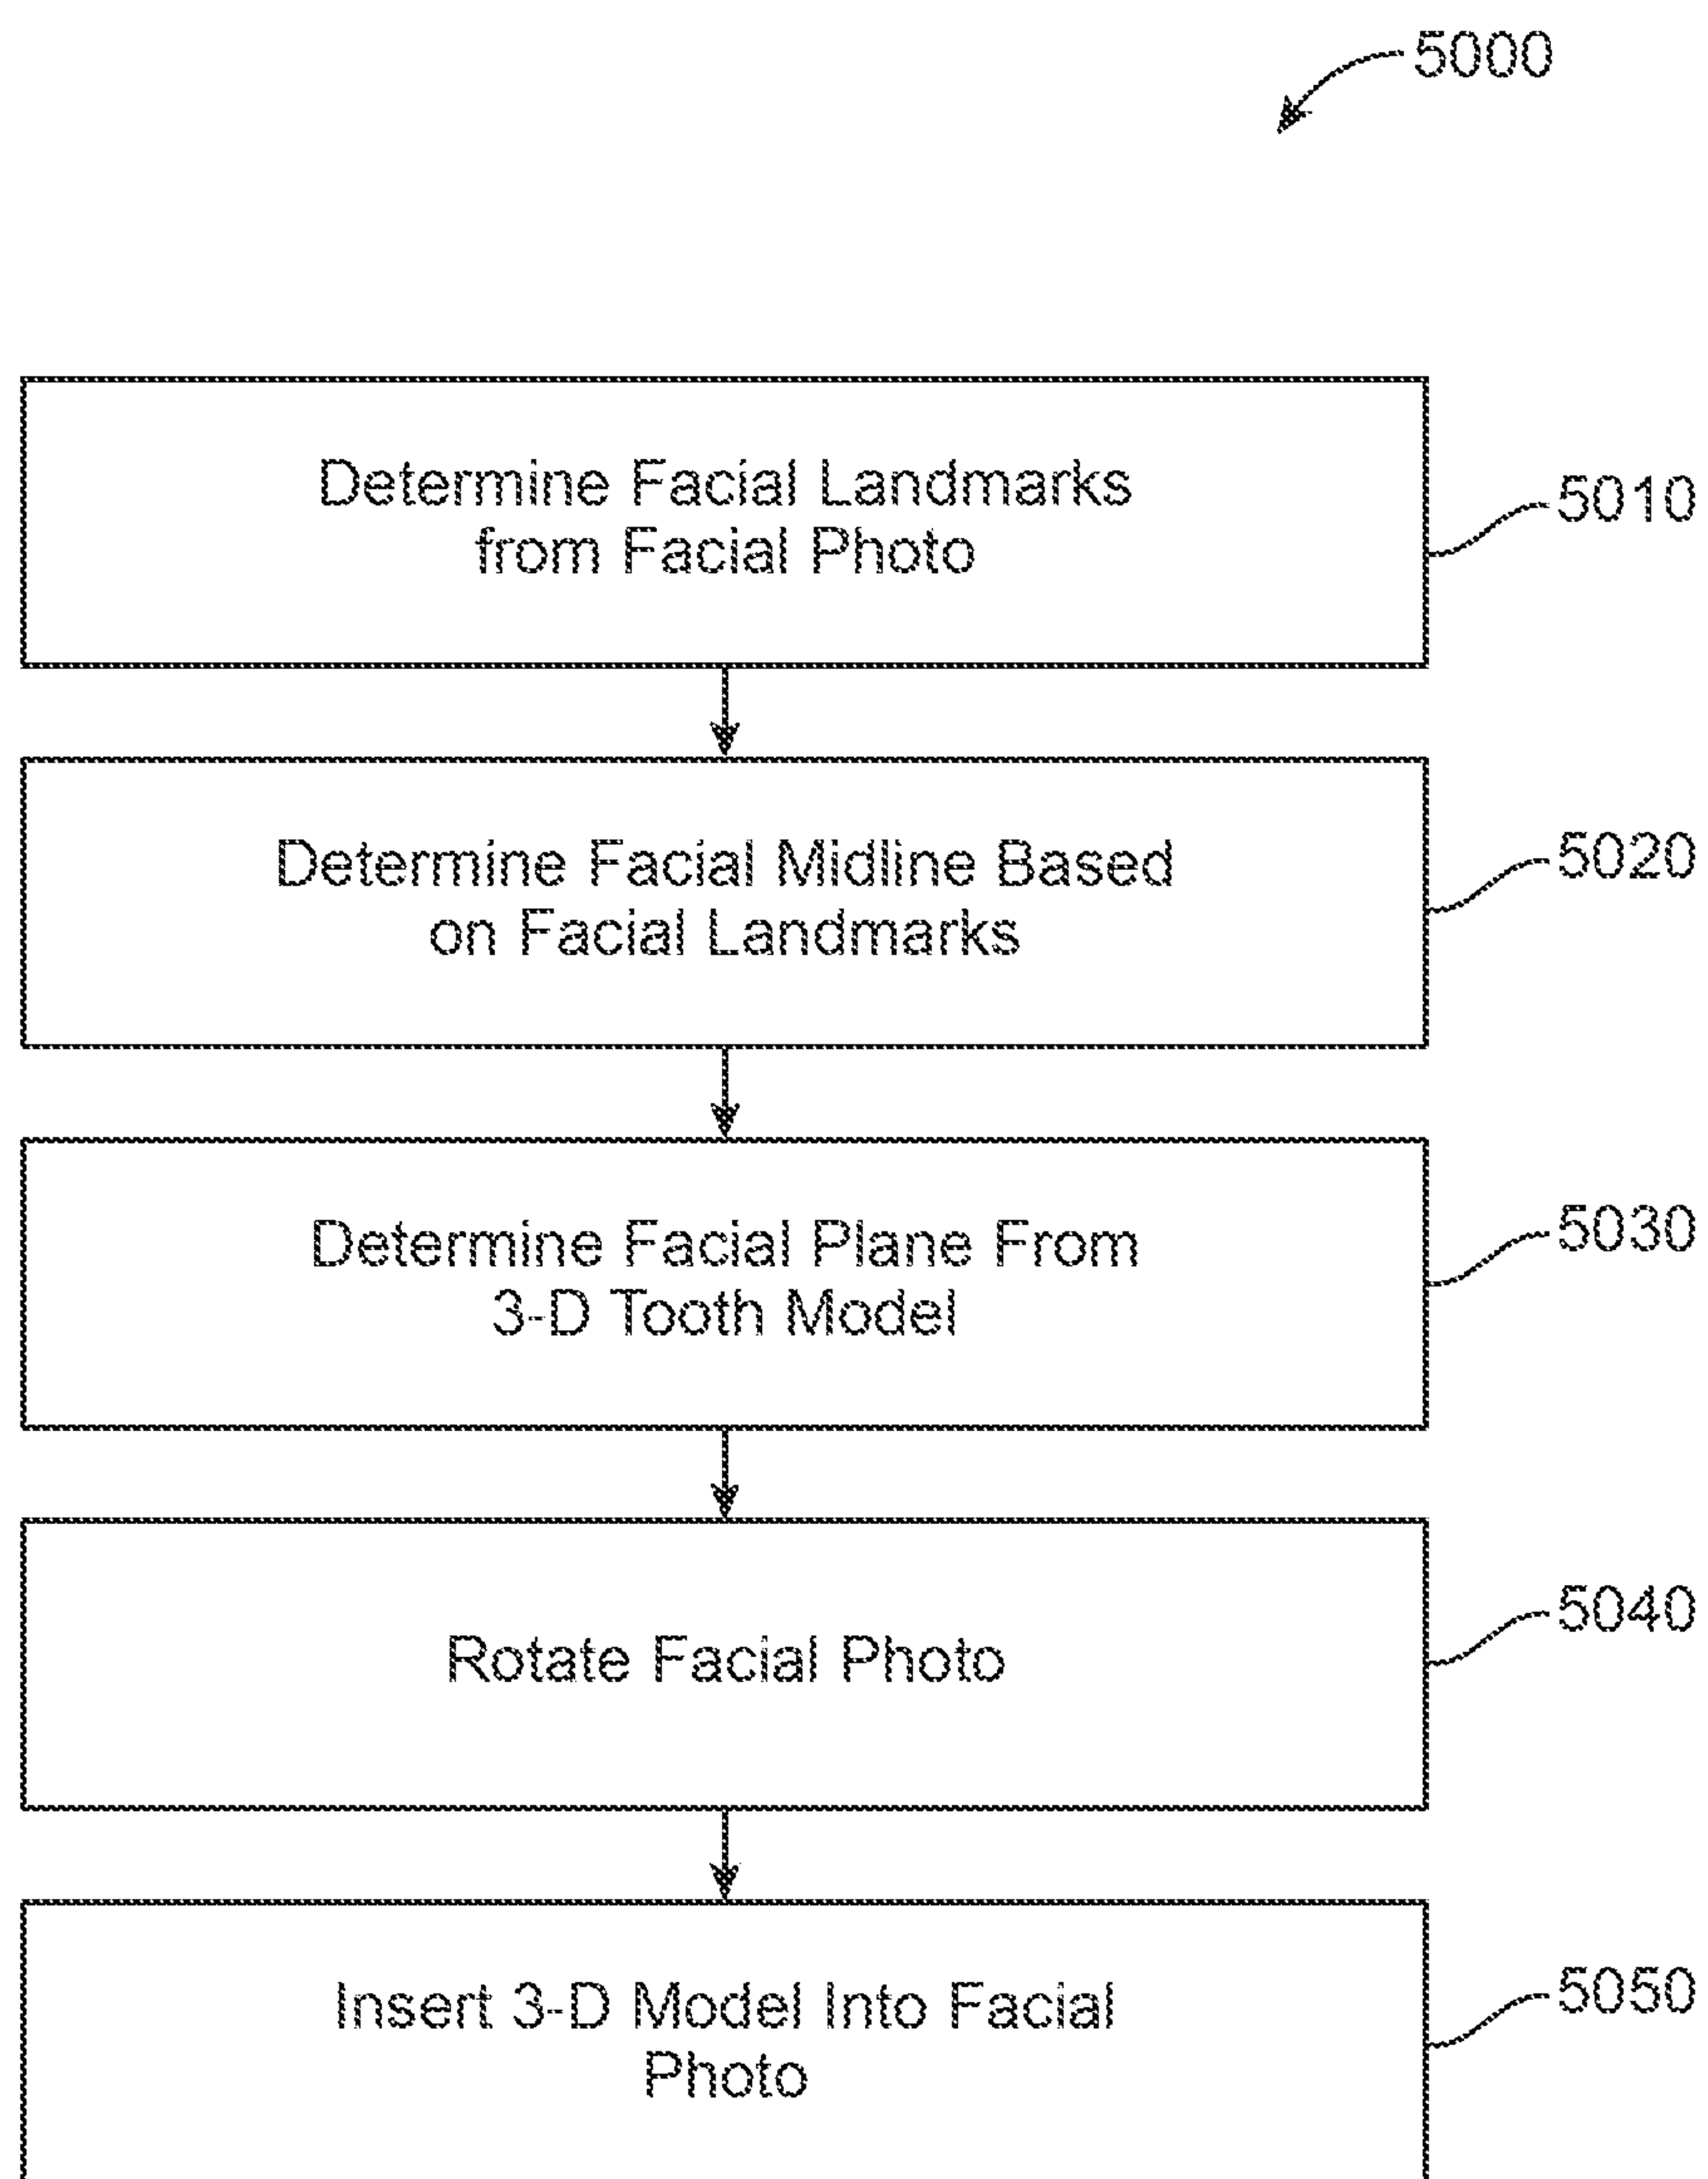 5000
Determine Facial Landmarks
from Facial Photo
5010
Determine Facial Midline Based
on Facial Landmarks
5020
Determine Facial Plane From
3-D Tooth Model
5030
Rotate Facial Photo
5040
Insert 3-D Model Into Facial
Photo
5050